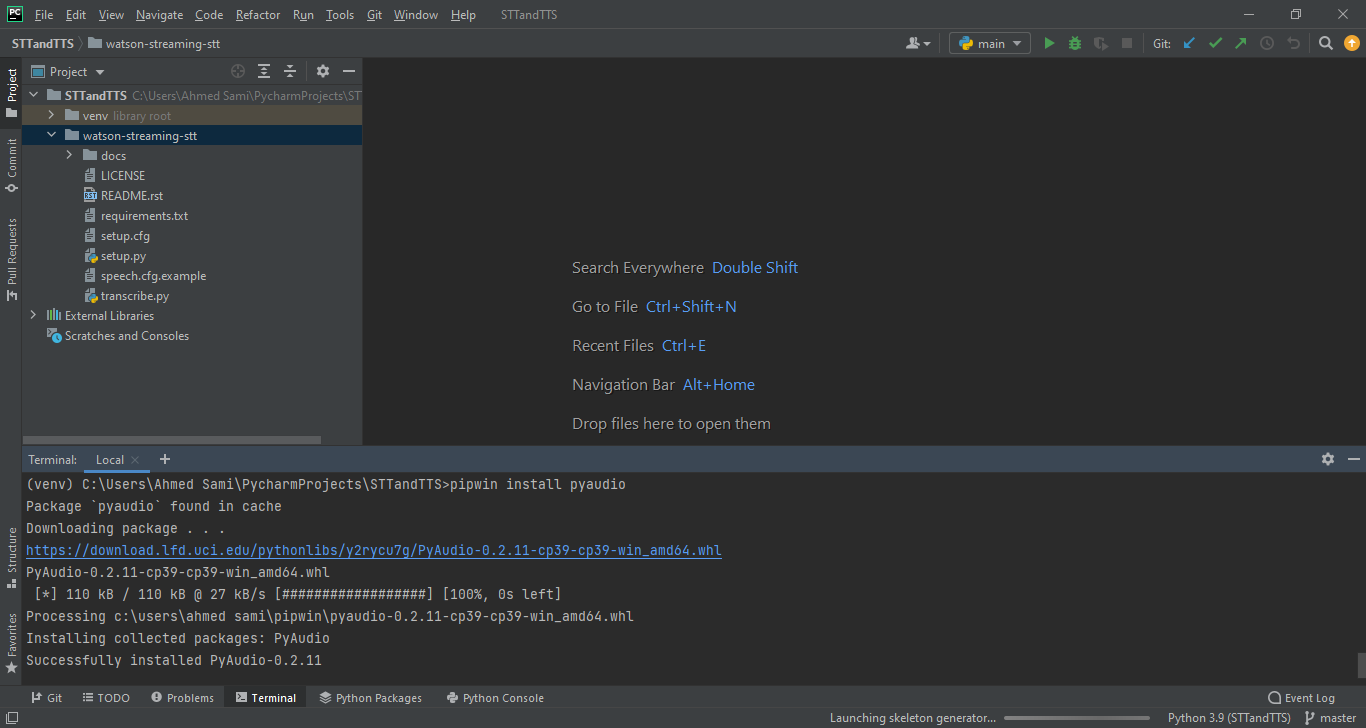 PC File Edit View Navigate Code Refactor Run Tools Git Window Help STTandTTS
STTandTTS watson-streaming-stt main Git:
Project
Project
STTandTTS C:\Users\Ahmed Sami\PycharmProjects\ST
venv library root
watson-streaming-stt
docs
LICENSE
RST README.rst
requirements.txt
setup.cfg
setup.py
speech.cfg.example
transcribe.py
External Libraries
Scratches and Consoles
Commit
Pull Requests
Search Everywhere Double Shift
Go to File Ctrl+Shift+N
Recent Files Ctrl+E
Navigation Bar Alt+Home
Drop files here to open them
Terminal: Local
(venv) C:\Users\Ahmed Sami\PycharmProjects\STTandTTS>pipwin install pyaudio
Package `pyaudio` found in cache
Downloading package . . .
https://download.lfd.uci.edu/pythonlibs/y2rycu7g/PyAudio-0.2.11-cp39-cp39-win_amd64.whl
PyAudio-0.2.11-cp39-cp39-win_amd64.whl
[*] 110 kB / 110 kB @ 27 kB/s [##################] [100%, 0s left]
Processing c:\users\ahmed sami\pipwin\pyaudio-0.2.11-cp39-cp39-win_amd64.whl
Installing collected packages: PyAudio
Successfully installed PyAudio-0.2.11
Structure
Favorites
Git TODO Problems Terminal Python Packages Python Console Event Log
Launching skeleton generator... Python 3.9 (STTandTTS) master